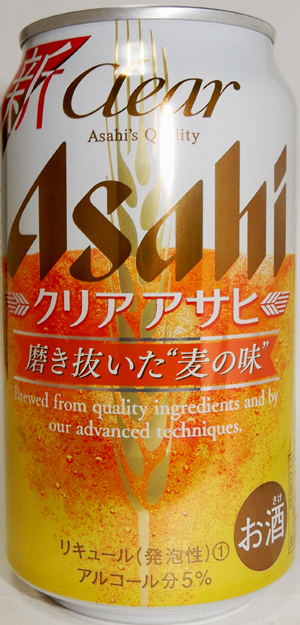 新
Clear
Asahi's Quality
Asahi
クリア アサヒ
磨き抜いた“麦の味”
Brewed from quality ingredients and by
our advanced techniques.
さけ
お酒
リキュール(発泡性)①
アルコール分5%